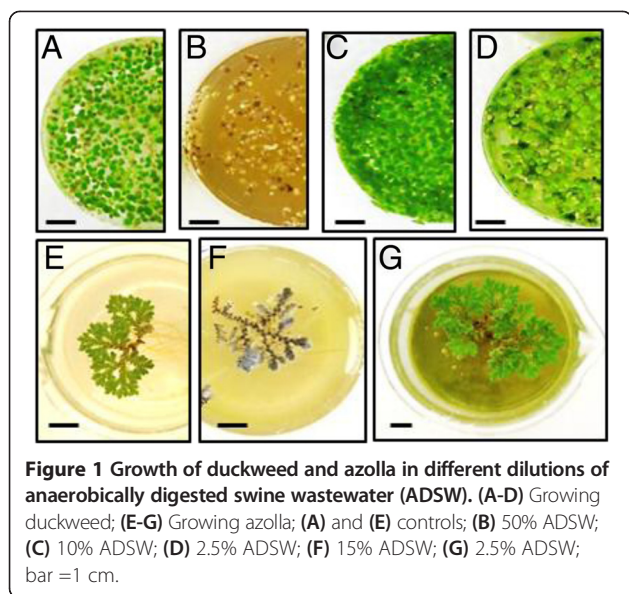 A
B
C
D
E
F
G
Figure 1 Growth of duckweed and azolla in different dilutions of
anaerobically digested swine wastewater (ADSW). (A-D) Growing
duckweed; (E-G) Growing azolla; (A) and (E) controls; (B) 50% ADSW;
(C) 10% ADSW; (D) 2.5% ADSW; (F) 15% ADSW; (G) 2.5% ADSW;
bar =1 cm.